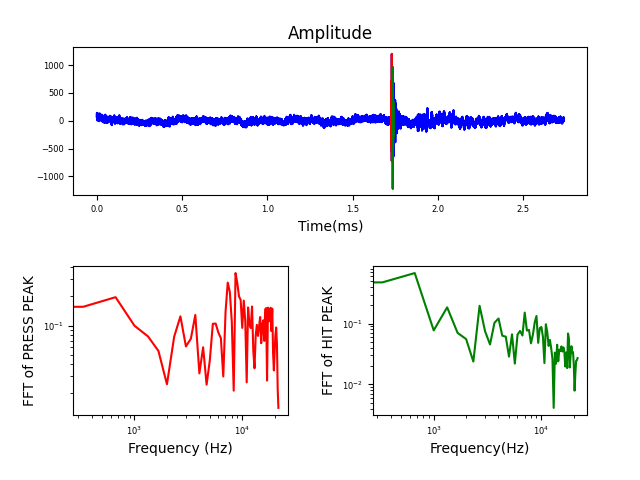 Amplitude
1000
500
0
−500
−1000
0.0 0.5 1.0 1.5 2.0 2.5
Time(ms)
FFT of PRESS PEAK
10⁻¹
10³ 10⁴
Frequency (Hz)
FFT of HIT PEAK
10⁻¹
10⁻²
10³ 10⁴
Frequency(Hz)